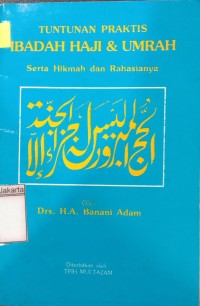 TUNTUNAN PRAKTIS
IBADAH HAJI & UMRAH
Serta Hikmah dan Rahasianya
الحج المبرور ليس له جزاء إلا الجنة
Oleh :
Drs. H.A. Banani Adam
Jakarta
Diterbitkan oleh
TPIH MULTAZAM